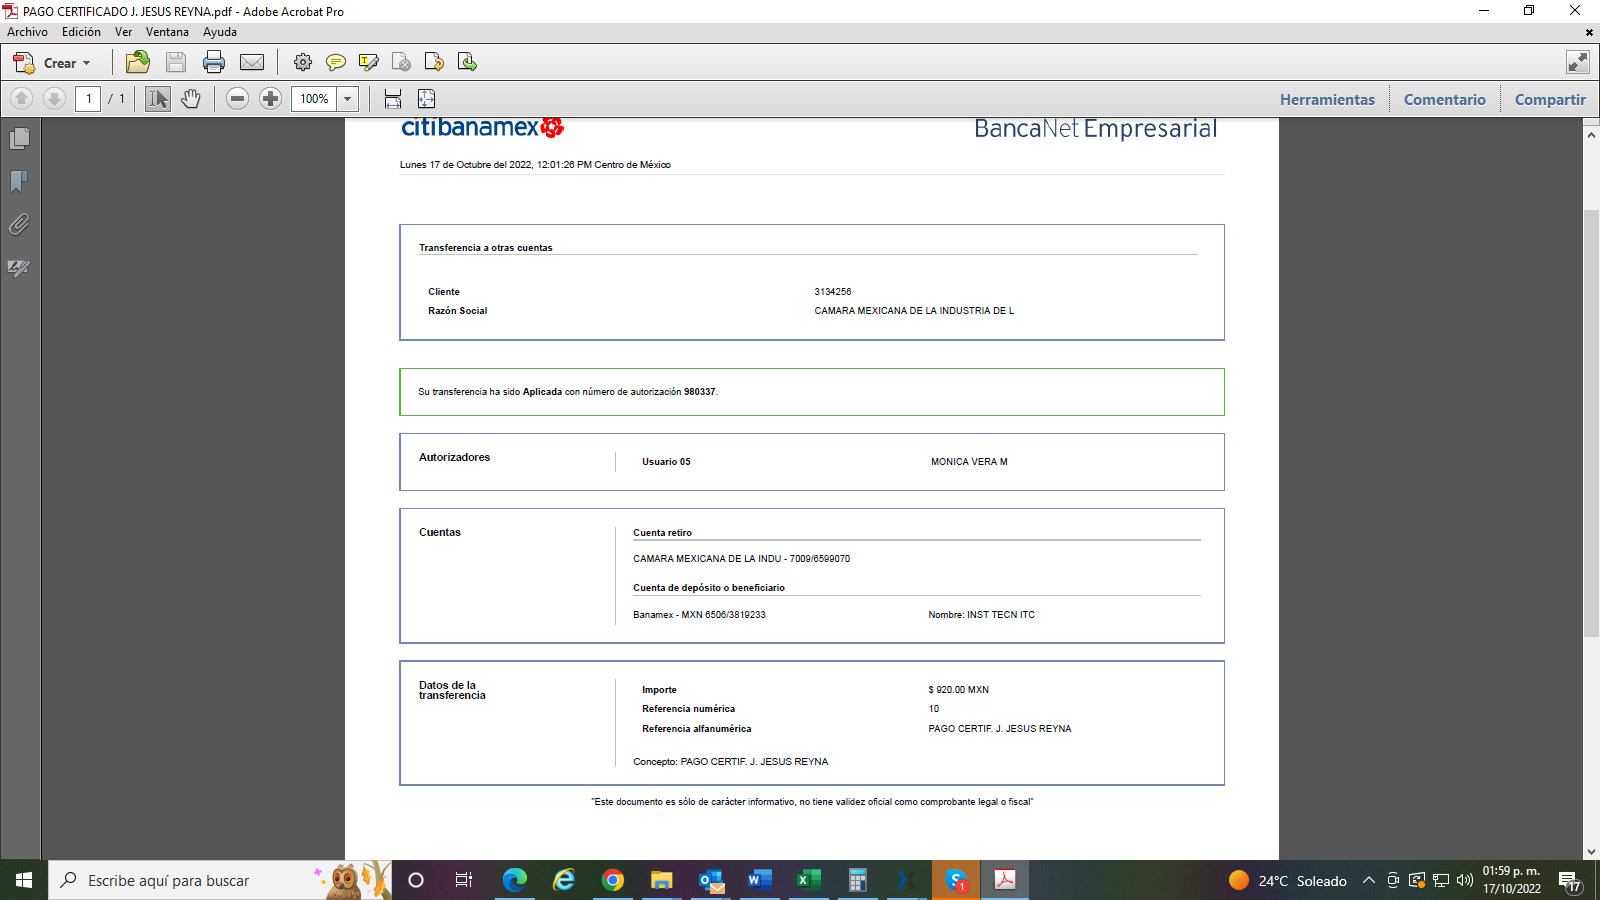 PAGO CERTIFICADO J. JESUS REYNA.pdf - Adobe Acrobat Pro
Archivo Edición Ver Ventana Ayuda
Crear
1 / 1 100% Herramientas Comentario Compartir
citibanamex BancaNet Empresarial
Lunes 17 de Octubre del 2022, 12:01:26 PM Centro de México
Transferencia a otras cuentas
Cliente 3134256
Razón Social CAMARA MEXICANA DE LA INDUSTRIA DE L
Su transferencia ha sido Aplicada con número de autorización 980337.
Autorizadores Usuario 05 MONICA VERA M
Cuentas Cuenta retiro
CAMARA MEXICANA DE LA INDU - 7009/6599070
Cuenta de depósito o beneficiario
Banamex - MXN 6506/3819233 Nombre: INST TECN ITC
Datos de la
transferencia
Importe $ 920.00 MXN
Referencia numérica 10
Referencia alfanumérica PAGO CERTIF. J. JESUS REYNA
Concepto: PAGO CERTIF. J. JESUS REYNA
"Este documento es sólo de carácter informativo, no tiene validez oficial como comprobante legal o fiscal"
Escribe aquí para buscar
1
24°C Soleado
01:59 p. m.
17/10/2022
17